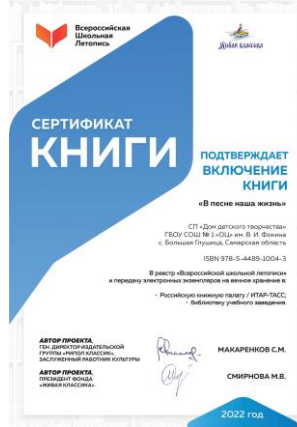 Всероссийская
Школьная
Летопись
Живая классика
СЕРТИФИКАТ
КНИГИ
ПОДТВЕРЖДАЕТ
ВКЛЮЧЕНИЕ
КНИГИ
«В песне наша жизнь»
СП «Дом детского творчества»
ГБОУ СОШ № 1 «ОЦ» им. В. И. Фокина
с. Большая Глушица, Самарская область
ISBN 978-5-4489-1004-3
В реестр «Всероссийской школьной летописи»
и передачу электронных экземпляров на вечное хранение в:
- Российскую книжную палату / ИТАР-ТАСС;
- библиотеку учебного заведения.
АВТОР ПРОЕКТА,
ГЕН. ДИРЕКТОР ИЗДАТЕЛЬСКОЙ
ГРУППЫ «РИПОЛ КЛАССИК»,
ЗАСЛУЖЕННЫЙ РАБОТНИК КУЛЬТУРЫ
МАКАРЕНКОВ С.М.
АВТОР ПРОЕКТА,
ПРЕЗИДЕНТ ФОНДА
«ЖИВАЯ КЛАССИКА»
СМИРНОВА М.В.
2022 год